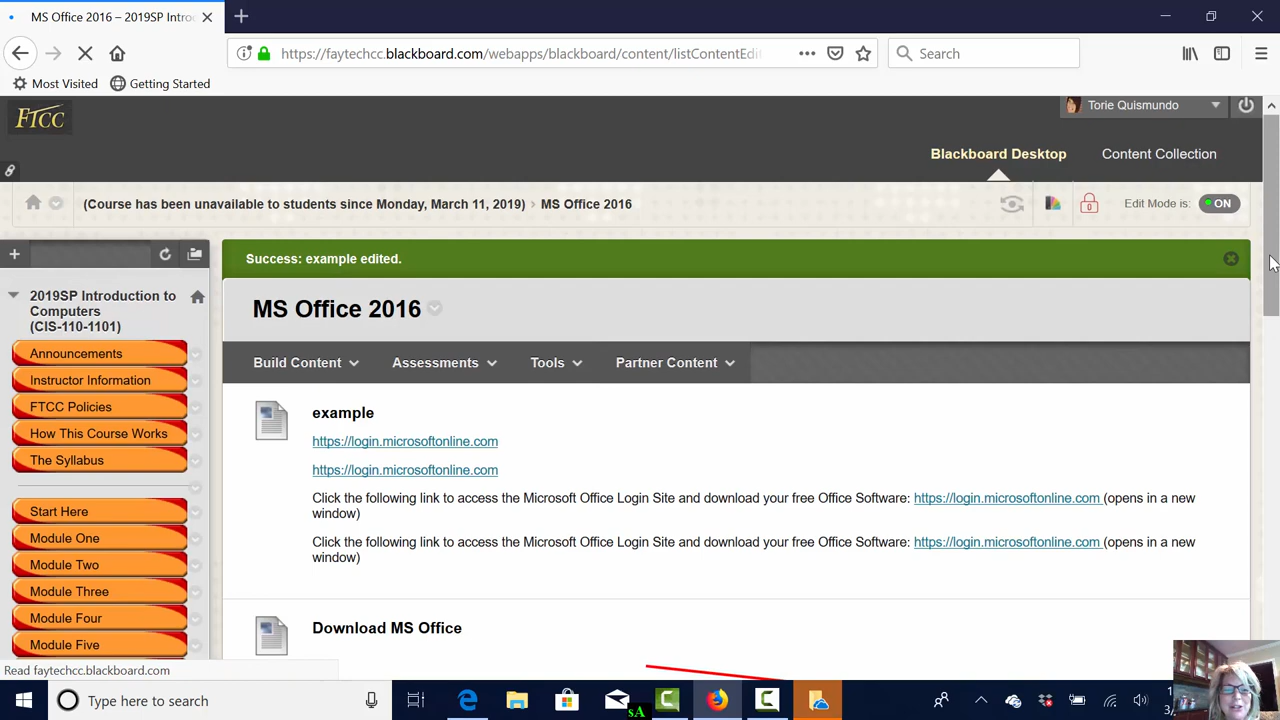 MS Office 2016 – 2019SP Intro
https://faytechcc.blackboard.com/webapps/blackboard/content/listContentEdit
Search
Most Visited
Getting Started
FTCC
Torie Quismundo
Blackboard Desktop
Content Collection
(Course has been unavailable to students since Monday, March 11, 2019) › MS Office 2016
Edit Mode is:
ON
Success: example edited.
2019SP Introduction to
Computers
(CIS-110-1101)
Announcements
Instructor Information
FTCC Policies
How This Course Works
The Syllabus
Start Here
Module One
Module Two
Module Three
Module Four
Module Five
MS Office 2016
Build Content
Assessments
Tools
Partner Content
example
https://login.microsoftonline.com
https://login.microsoftonline.com
Click the following link to access the Microsoft Office Login Site and download your free Office Software: https://login.microsoftonline.com (opens in a new
window)
Click the following link to access the Microsoft Office Login Site and download your free Office Software: https://login.microsoftonline.com (opens in a new
window)
Download MS Office
Read faytechcc.blackboard.com
Type here to search
sA